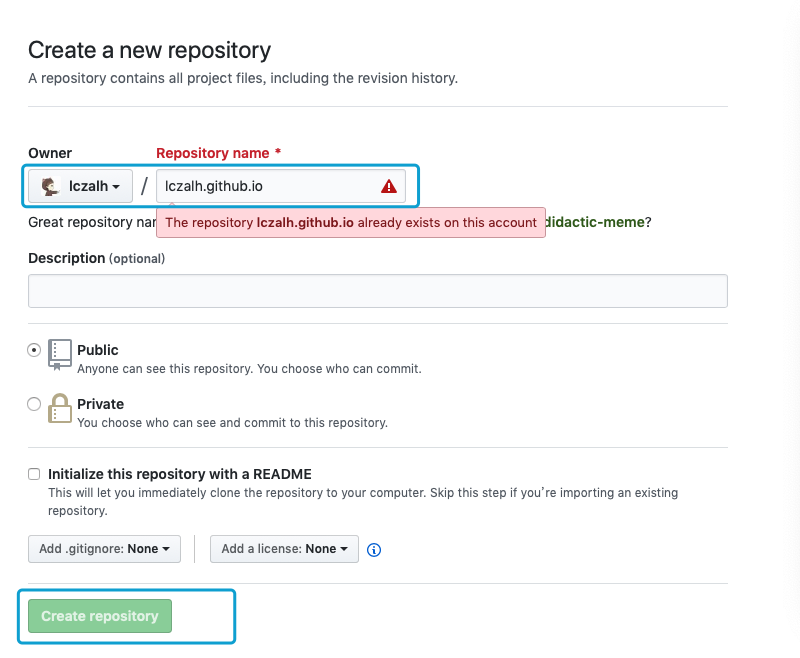 Create a new repository
A repository contains all project files, including the revision history.
Owner Repository name *
lczalh / lczalh.github.io
Great repository nam didactic-meme?
The repository lczalh.github.io already exists on this account
Description (optional)
Public
Anyone can see this repository. You choose who can commit.
Private
You choose who can see and commit to this repository.
Initialize this repository with a README
This will let you immediately clone the repository to your computer. Skip this step if you're importing an existing
repository.
Add .gitignore: None Add a license: None
Create repository